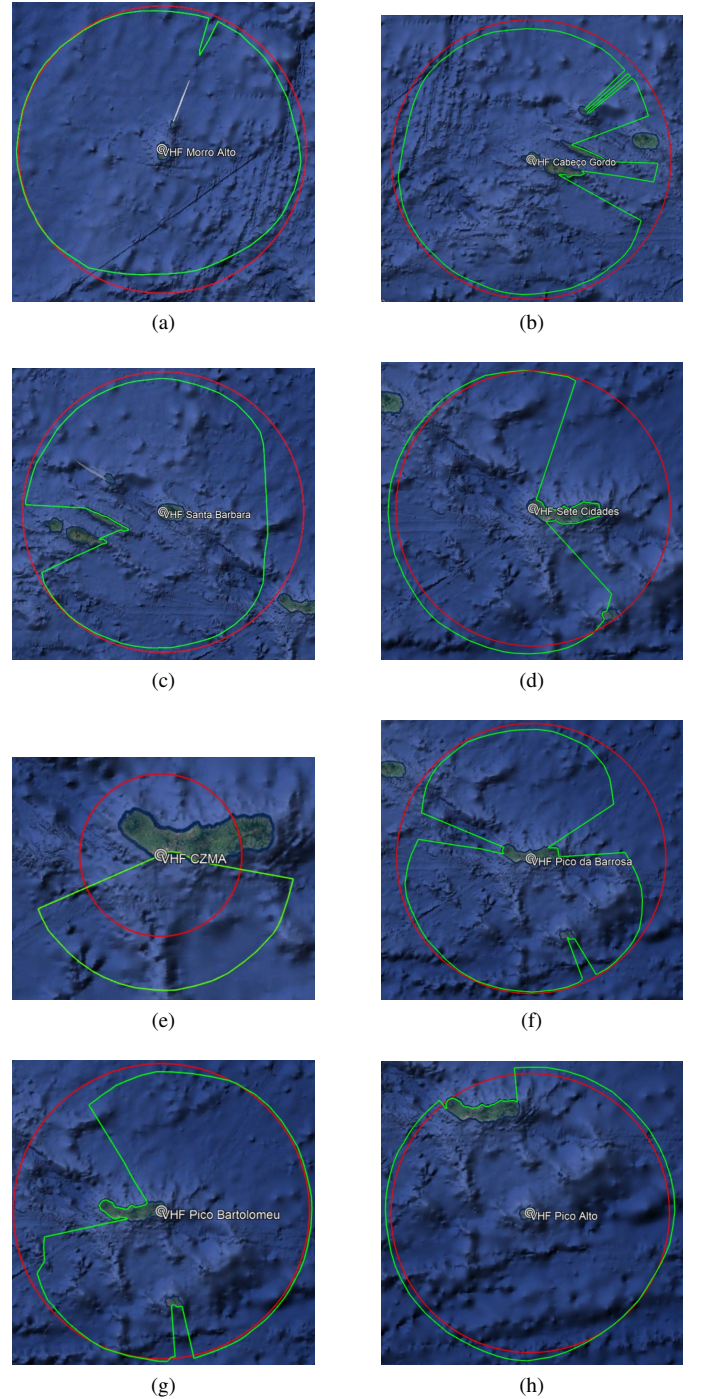 VHF Morro Alto
VHF Cabeço Gordo
(a)
(b)
VHF Santa Barbara
VHF Sete Cidades
(c)
(d)
VHF CZMA
VHF Pico da Barrosa
(e)
(f)
VHF Pico Bartolomeu
VHF Pico Alto
(g)
(h)